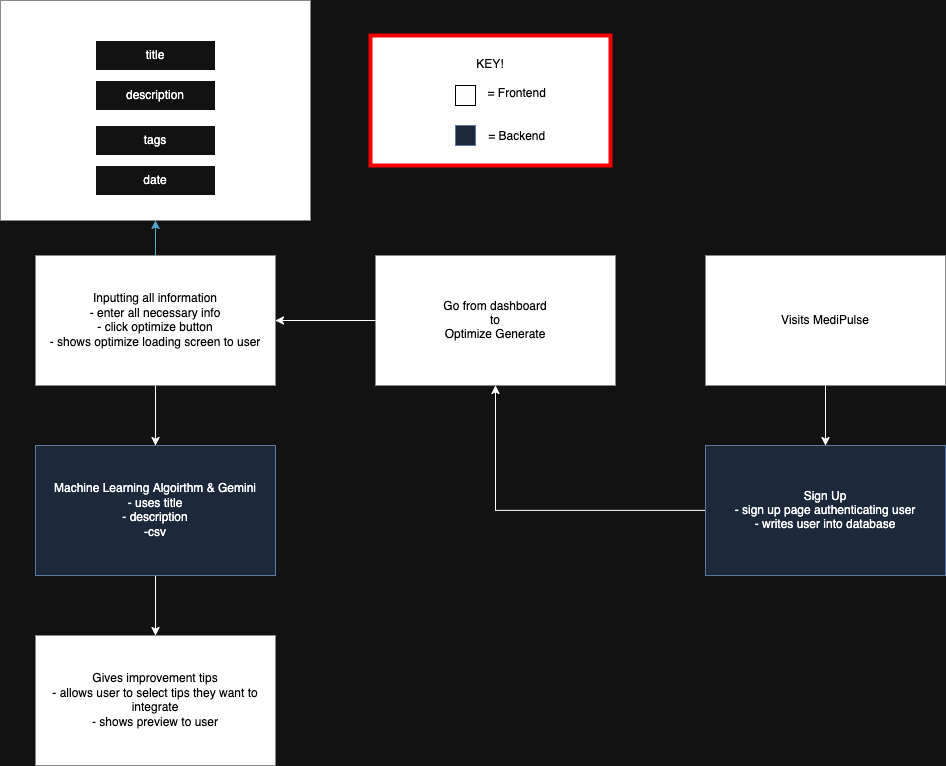 title
description
tags
date
KEY!
= Frontend
= Backend
Inputting all information
- enter all necessary info
- click optimize button
- shows optimize loading screen to user
Go from dashboard
to
Optimize Generate
Visits MediPulse
Machine Learning Algoirthm & Gemini
- uses title
- description
-csv
Sign Up
- sign up page authenticating user
- writes user into database
Gives improvement tips
- allows user to select tips they want to
integrate
- shows preview to user